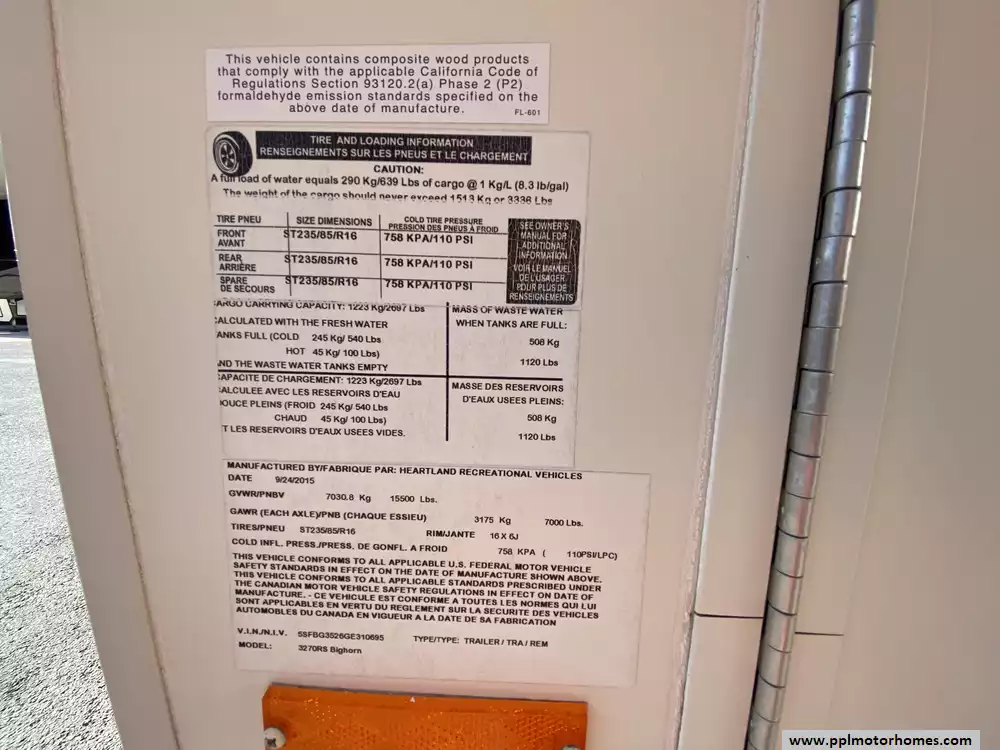 This vehicle contains composite wood products
that comply with the applicable California Code of
Regulations Section 93120.2(a) Phase 2 (P2)
formaldehyde emission standards specified on the
above date of manufacture.
FL-601
TIRE AND LOADING INFORMATION
RENSEIGNEMENTS SUR LES PNEUS ET LE CHARGEMENT
CAUTION:
A full load of water equals 290 Kg/639 Lbs of cargo @ 1 Kg/L (8.3 lb/gal)
The weight of the cargo should never exceed 1513 Kg or 3336 Lbs
TIRE PNEU SIZE DIMENSIONS COLD TIRE PRESSURE
PRESSION DES PNEUS À FROID
FRONT
AVANT
ST235/85/R16 758 KPA/110 PSI
REAR
ARRIÈRE
ST235/85/R16 758 KPA/110 PSI
SPARE
DE SECOURS
ST235/85/R16 758 KPA/110 PSI
SEE OWNER'S
MANUAL FOR
ADDITIONAL
INFORMATION
VOIR LE MANUEL
DE L'USAGER
POUR PLUS DE
RENSEIGNEMENTS
ARGO CARRYING CAPACITY: 1223 Kg/2697 Lbs
ALCULATED WITH THE FRESH WATER
ANKS FULL (COLD 245 Kg/ 540 Lbs
HOT 45 Kg/ 100 Lbs)
ND THE WASTE WATER TANKS EMPTY
MASS OF WASTE WATER
WHEN TANKS ARE FULL:
508 Kg
1120 Lbs
APACITE DE CHARGEMENT: 1223 Kg/2697 Lbs
ALCULEE AVEC LES RESERVOIRS D'EAU
OUCE PLEINS (FROID 245 Kg/ 540 Lbs
CHAUD 45 Kg/ 100 Lbs)
T LES RESERVOIRS D'EAUX USEES VIDES.
MASSE DES RESERVOIRS
D'EAUX USEES PLEINS:
508 Kg
1120 Lbs
MANUFACTURED BY/FABRIQUE PAR: HEARTLAND RECREATIONAL VEHICLES
DATE 9/24/2015
GVWR/PNBV 7030.8 Kg 15500 Lbs.
GAWR (EACH AXLE)/PNB (CHAQUE ESSIEU) 3175 Kg 7000 Lbs.
TIRES/PNEU ST235/85/R16 RIM/JANTE 16 X 6J
COLD INFL. PRESS./PRESS. DE GONFL. A FROID 758 KPA ( 110PSI/LPC)
THIS VEHICLE CONFORMS TO ALL APPLICABLE U.S. FEDERAL MOTOR VEHICLE
SAFETY STANDARDS IN EFFECT ON THE DATE OF MANUFACTURE SHOWN ABOVE.
THIS VEHICLE CONFORMS TO ALL APPLICABLE STANDARDS PRESCRIBED UNDER
THE CANADIAN MOTOR VEHICLE SAFETY REGULATIONS IN EFFECT ON DATE OF
MANUFACTURE. - CE VEHICULE EST CONFORME A TOUTES LES NORMES QUI LUI
SONT APPLICABLES EN VERTU DU REGLEMENT SUR LA SECURITE DES VEHICLES
AUTOMOBILES DU CANADA EN VIGUEUR A LA DATE DE SA FABRICATION
V.I.N./N.I.V. 5SFBG3526GE310695 TYPE/TYPE: TRAILER / TRA / REM
MODEL: 3270RS Bighorn
www.pplmotorhomes.com